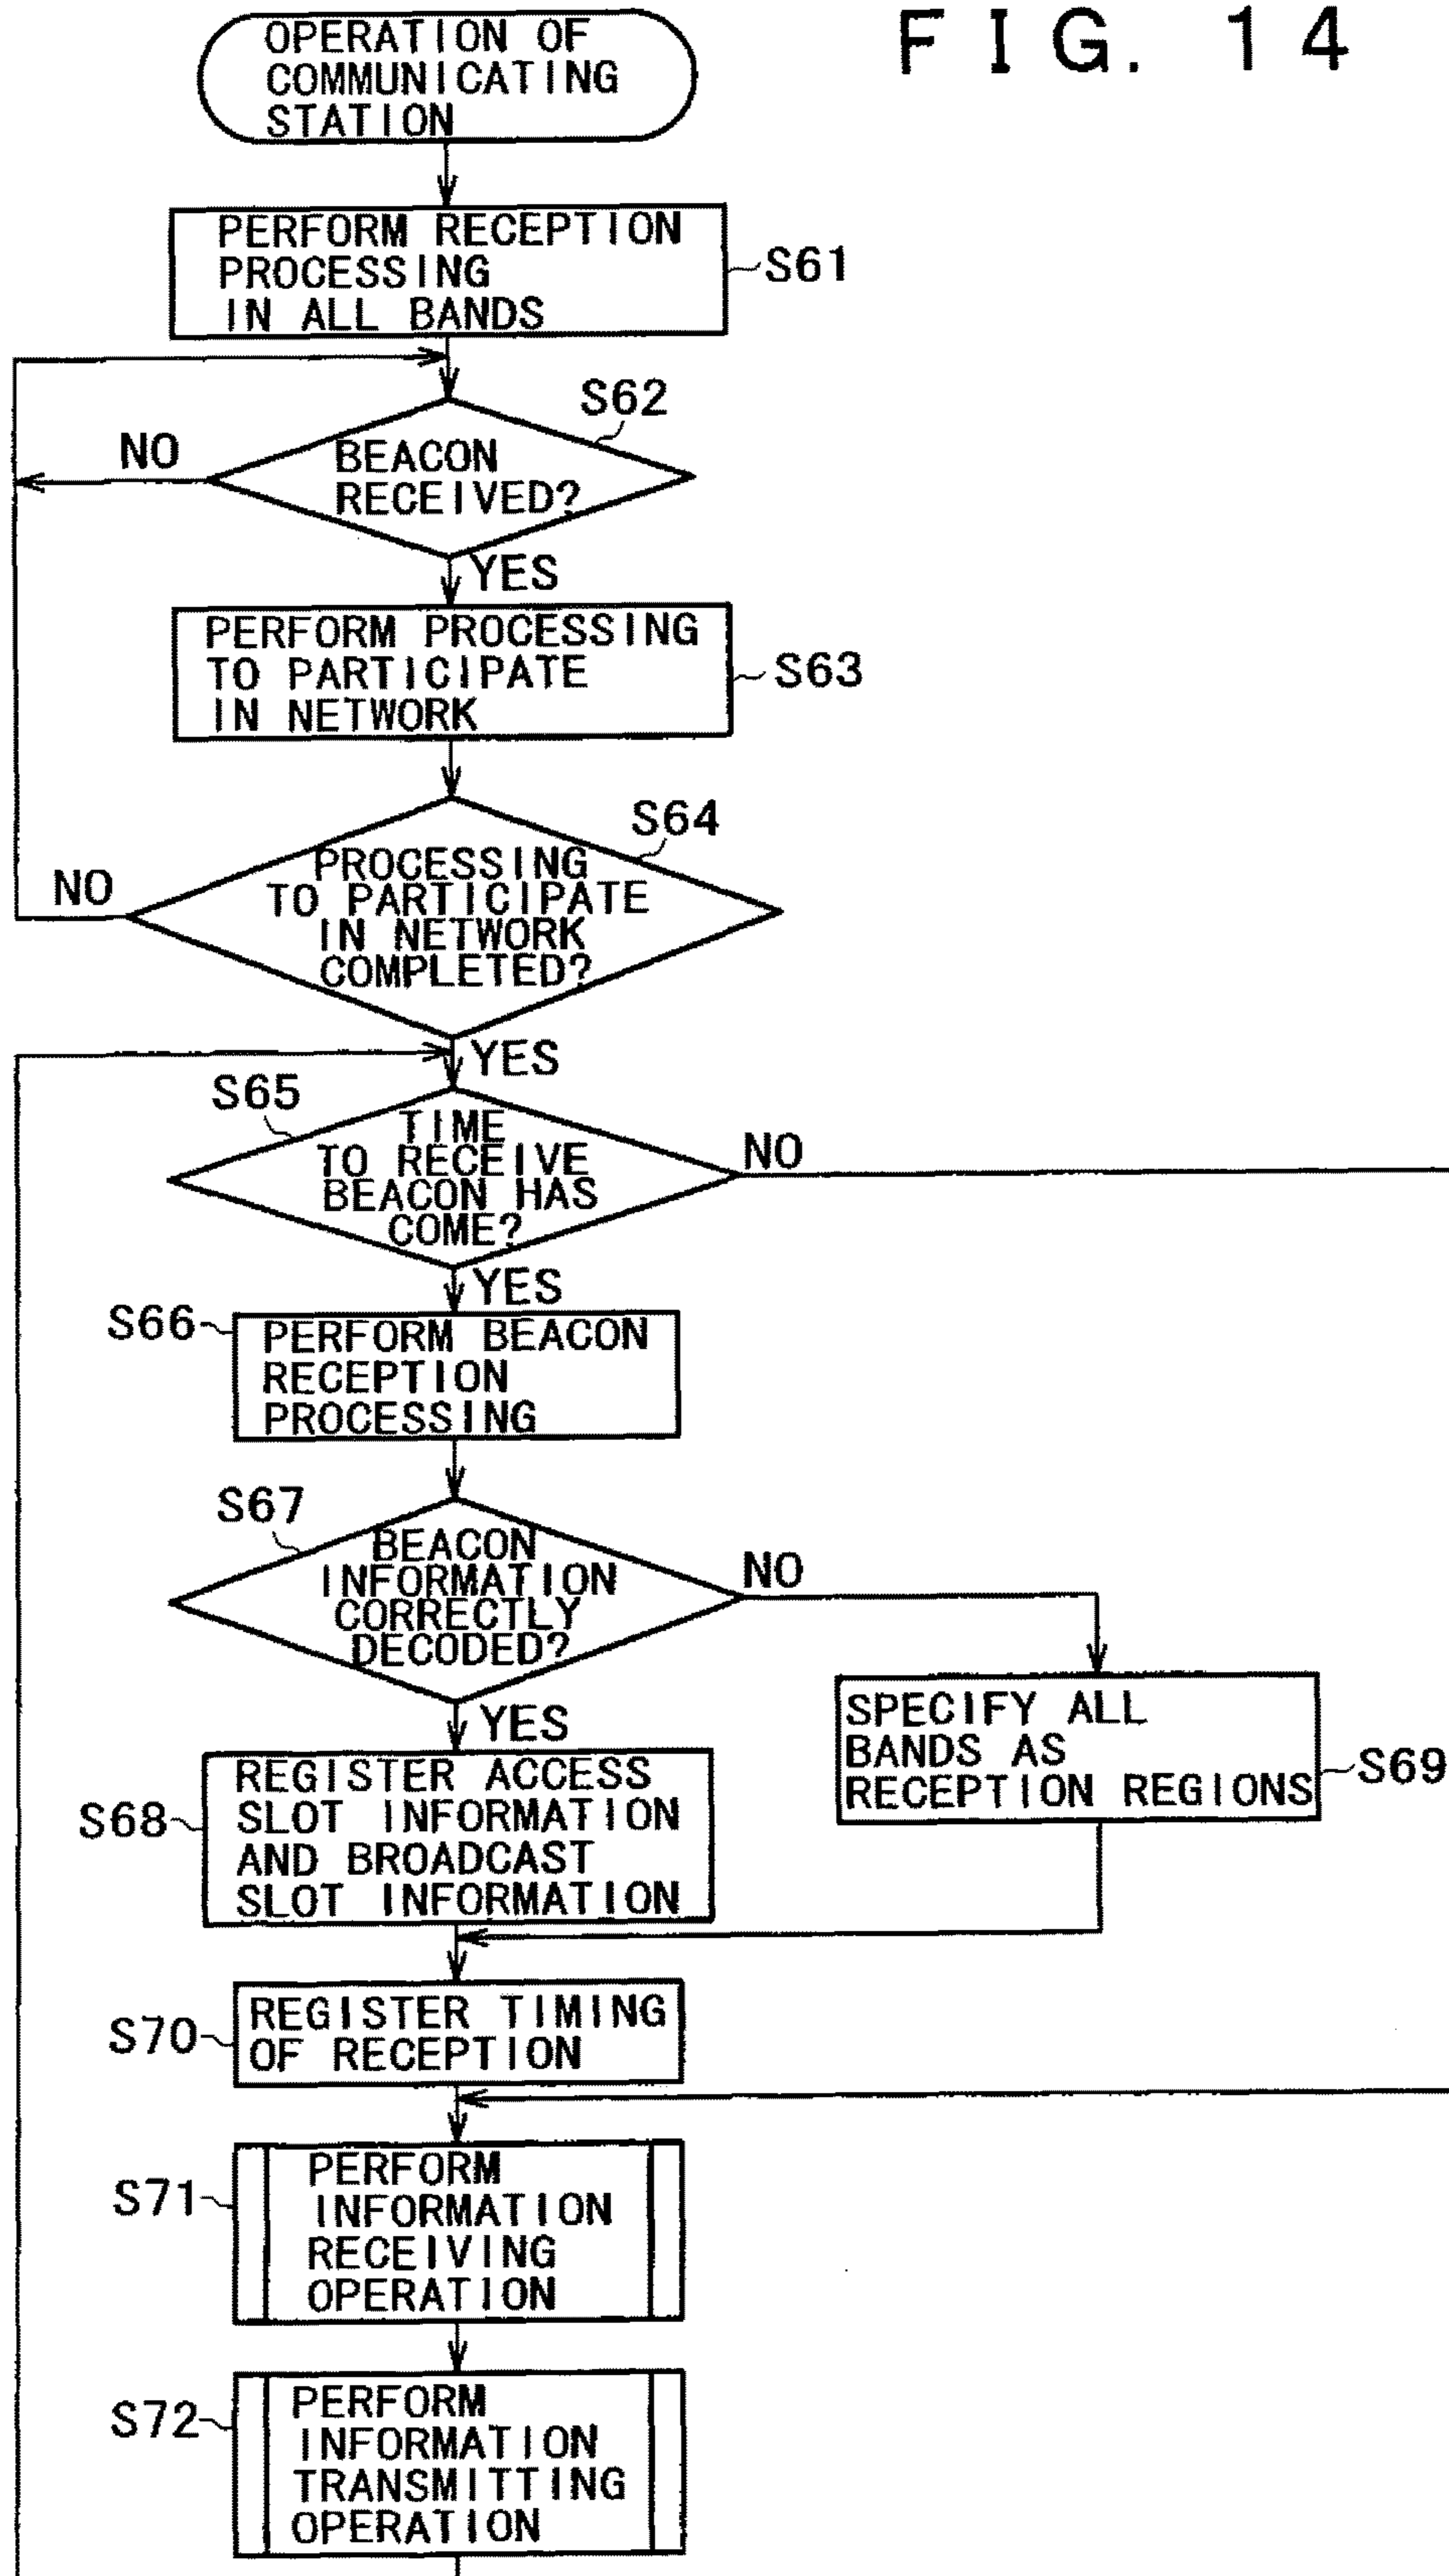 FIG. 14
OPERATION OF
COMMUNICATING
STATION
PERFORM RECEPTION
PROCESSING
IN ALL BANDS
S61
S62
BEACON
RECEIVED?
NO
YES
PERFORM PROCESSING
TO PARTICIPATE
IN NETWORK
S63
S64
PROCESSING
TO PARTICIPATE
IN NETWORK
COMPLETED?
NO
YES
S65
TIME
TO RECEIVE
BEACON HAS
COME?
NO
YES
S66
PERFORM BEACON
RECEPTION
PROCESSING
S67
BEACON
INFORMATION
CORRECTLY
DECODED?
NO
YES
SPECIFY ALL
BANDS AS
RECEPTION REGIONS
S69
S68
REGISTER ACCESS
SLOT INFORMATION
AND BROADCAST
SLOT INFORMATION
S70
REGISTER TIMING
OF RECEPTION
S71
PERFORM
INFORMATION
RECEIVING
OPERATION
S72
PERFORM
INFORMATION
TRANSMITTING
OPERATION